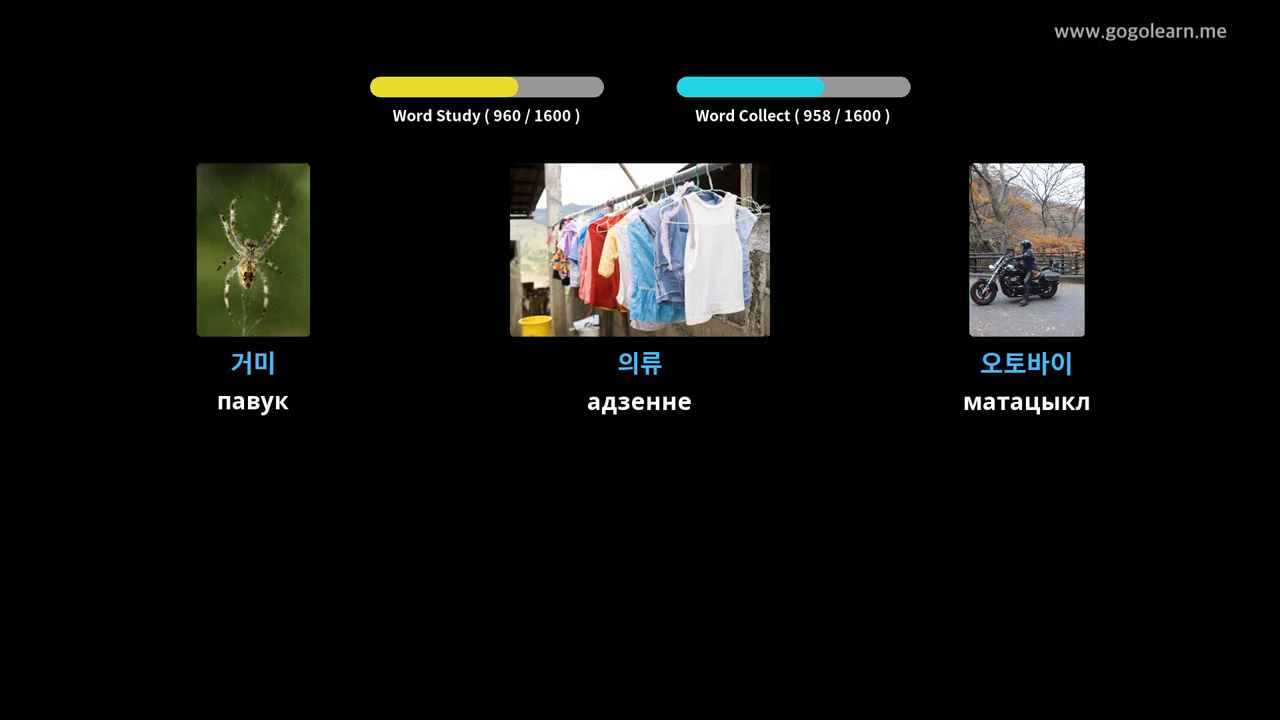 www.gogolearn.me
Word Study ( 960 / 1600 )
Word Collect ( 958 / 1600 )
거미
의류
오토바이
павук
адзенне
матацыкл